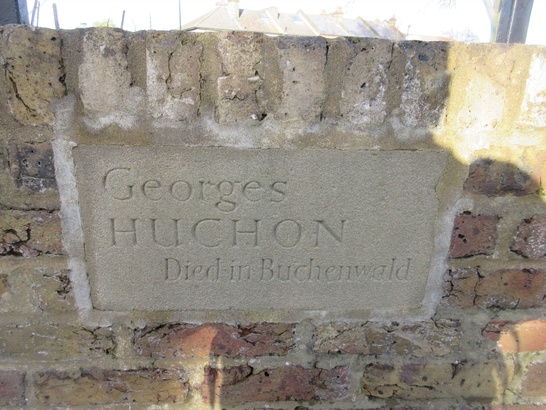 Georges
HUCHON
Died in Buchenwald